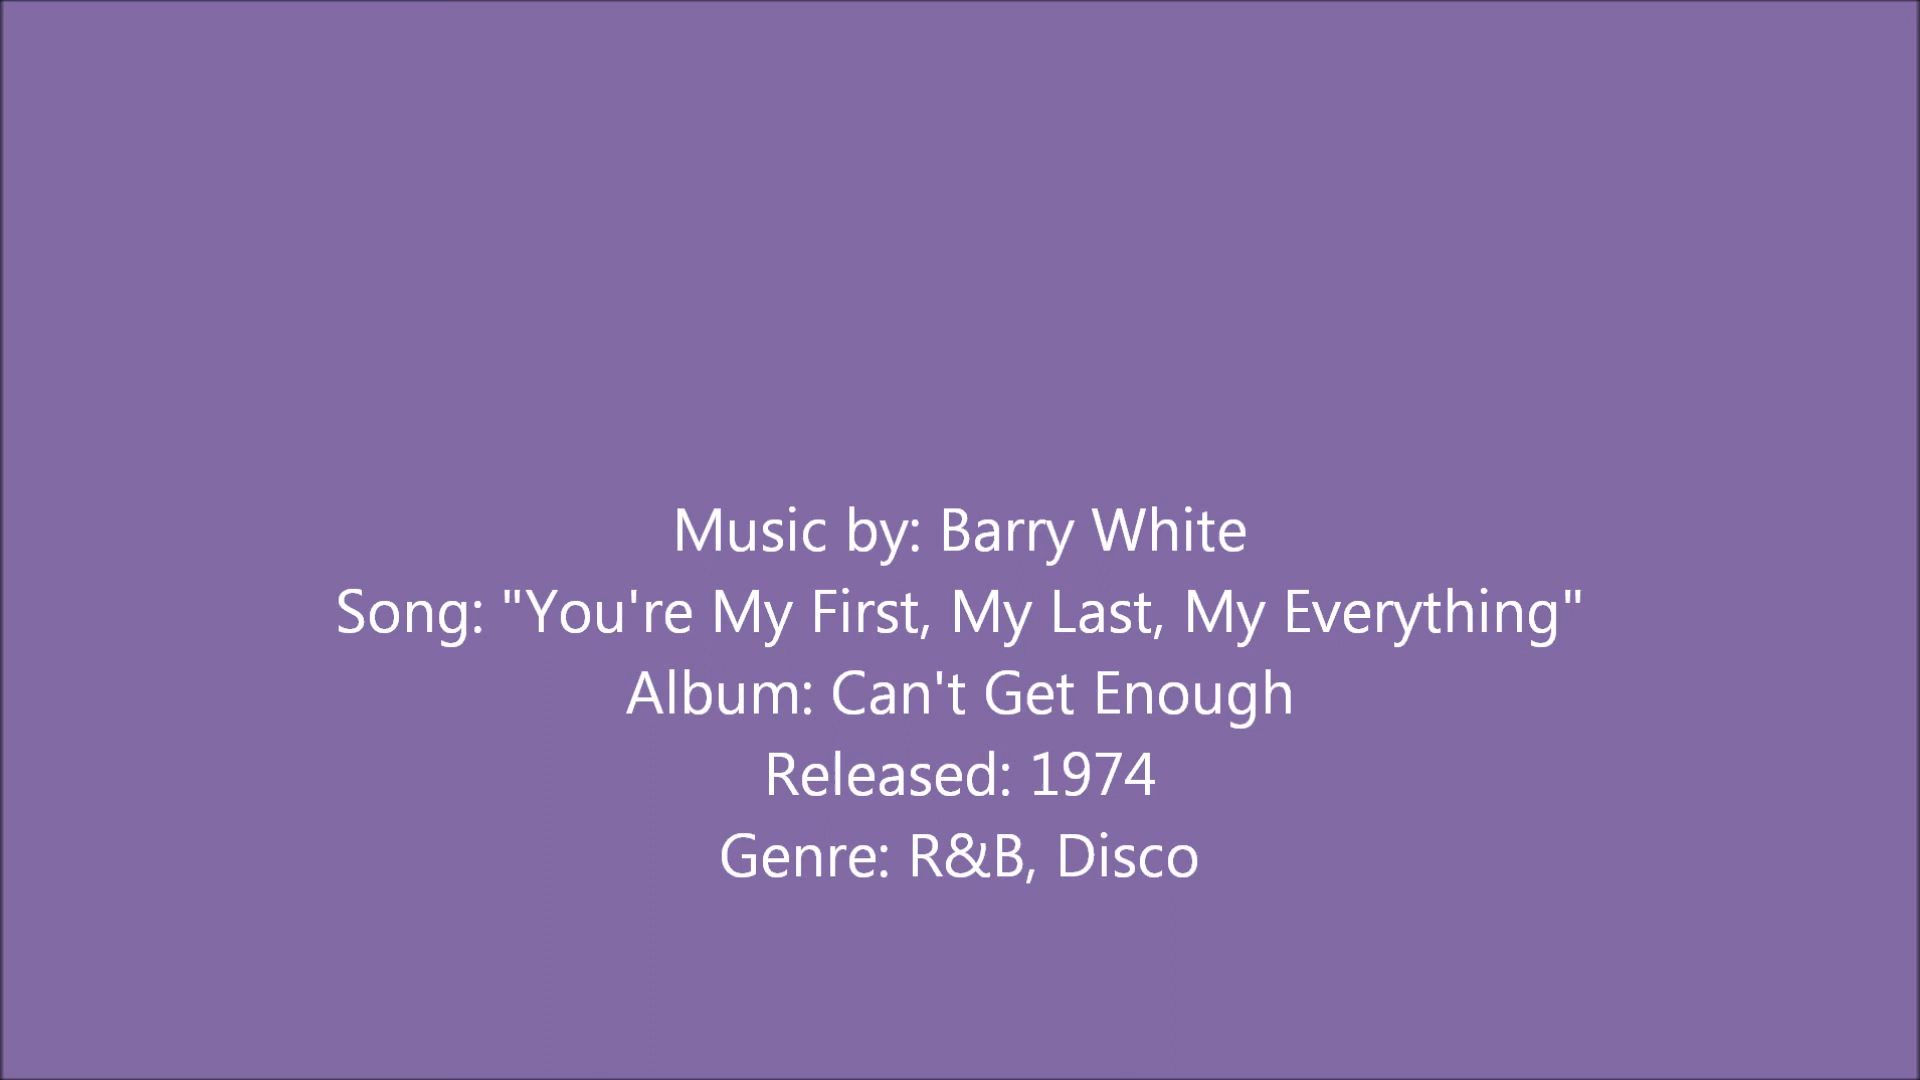 Music by: Barry White
Song: "You're My First, My Last, My Everything"
Album: Can't Get Enough
Released: 1974
Genre: R&B, Disco